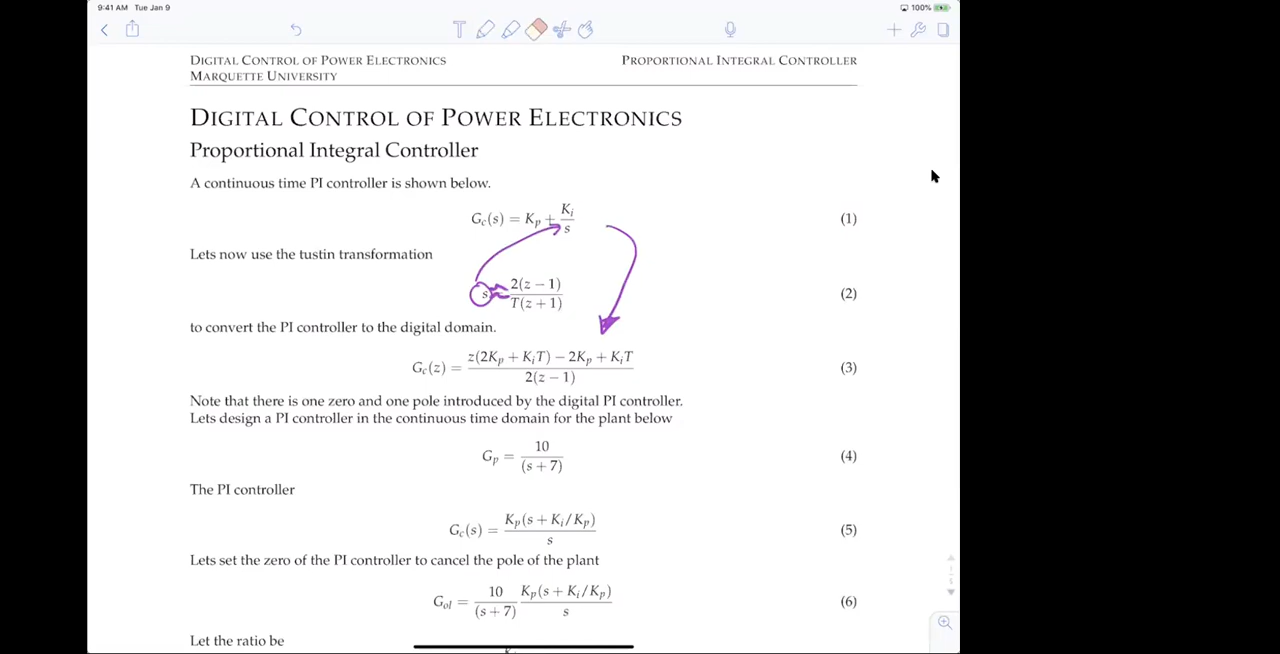 9:41 AM Tue Jan 9
100%
DIGITAL CONTROL OF POWER ELECTRONICS
MARQUETTE UNIVERSITY
PROPORTIONAL INTEGRAL CONTROLLER
DIGITAL CONTROL OF POWER ELECTRONICS
Proportional Integral Controller
A continuous time PI controller is shown below.
G_c(s) = K_p + K_i/s (1)
Lets now use the tustin transformation
s ≈ 2(z − 1)/T(z + 1) (2)
to convert the PI controller to the digital domain.
G_c(z) = z(2K_p + K_iT) − 2K_p + K_iT/2(z − 1) (3)
Note that there is one zero and one pole introduced by the digital PI controller.
Lets design a PI controller in the continuous time domain for the plant below
G_p = 10/(s + 7) (4)
The PI controller
G_c(s) = K_p(s + K_i/K_p)/s (5)
Lets set the zero of the PI controller to cancel the pole of the plant
G_ol = 10/(s + 7) K_p(s + K_i/K_p)/s (6)
Let the ratio be